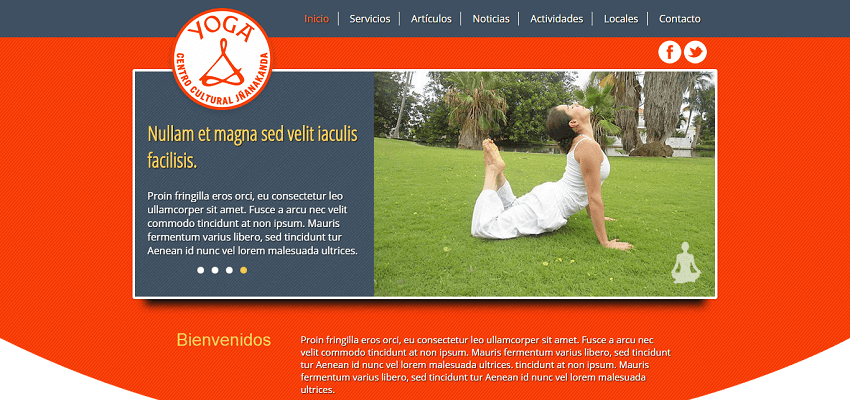 Inicio
Servicios
Artículos
Noticias
Actividades
Locales
Contacto
YOGA
CENTRO CULTURAL JÑANAKANDA
Nullam et magna sed velit iaculis
facilisis.
Proin fringilla eros orci, eu consectetur leo
ullamcorper sit amet. Fusce a arcu nec velit
commodo tincidunt at non ipsum. Mauris
fermentum varius libero, sed tincidunt tur
Aenean id nunc vel lorem malesuada ultrices.
Bienvenidos
Proin fringilla eros orci, eu consectetur leo ullamcorper sit amet. Fusce a arcu nec
velit commodo tincidunt at non ipsum. Mauris fermentum varius libero, sed tincidunt
tur Aenean id nunc vel lorem malesuada ultrices. tincidunt at non ipsum. Mauris
fermentum varius libero, sed tincidunt tur Aenean id nunc vel lorem malesuada
ultrices.